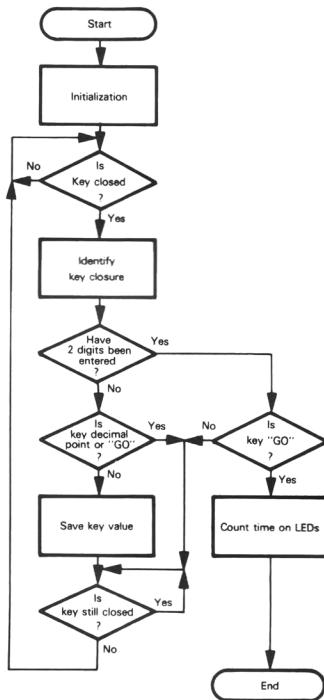 Start
Initialization
Is
Key closed
?
No
Yes
Identify
key closure
Have
2 digits been
entered
?
Yes
No
Is
key decimal
point or "GO"
?
Yes
No
No
Is
key "GO"
?
Yes
Save key value
Count time on LEDs
Is
key still closed
?
Yes
No
End